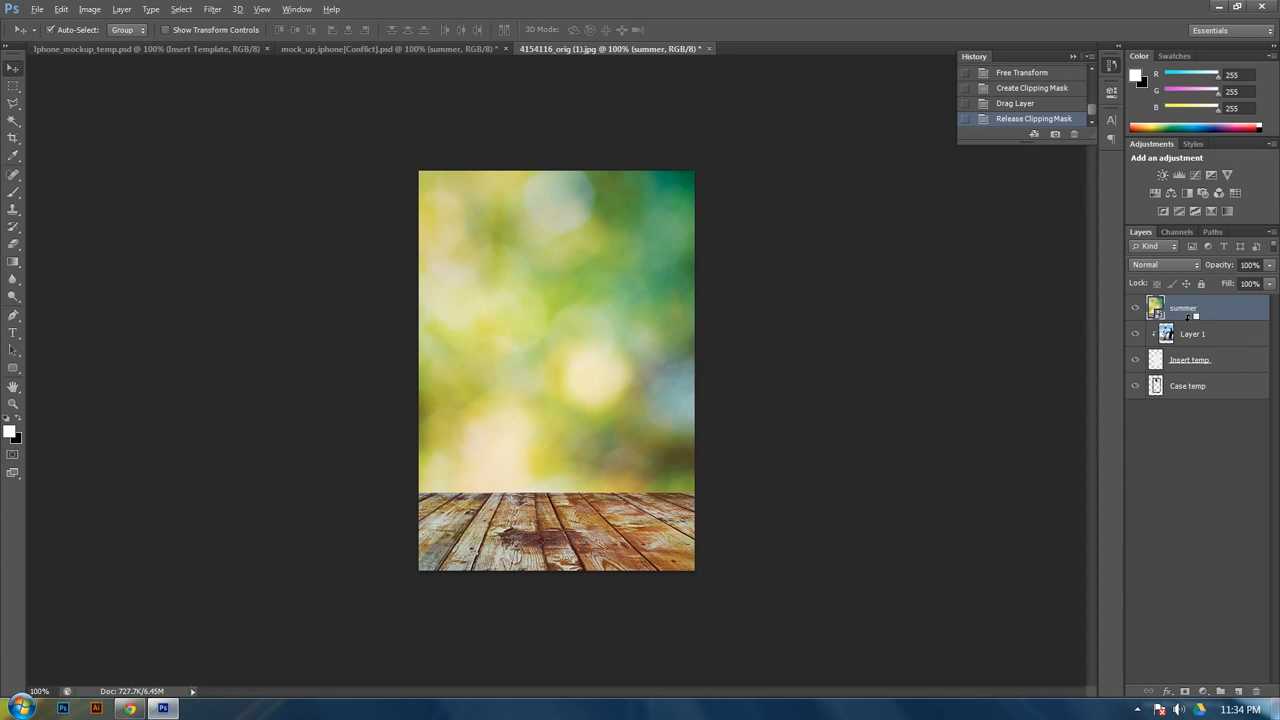 Ps File Edit Image Layer Type Select Filter 3D View Window Help
Auto-Select: Group Show Transform Controls 3D Mode: Essentials
Iphone_mockup_temp.psd @ 100% (Insert Template, RGB/8) × mock_up_iphone[Conflict].psd @ 100% (summer, RGB/8) * × 4154116_orig (1).jpg @ 100% (summer, RGB/8) * ×
History
Free Transform
Create Clipping Mask
Drag Layer
Release Clipping Mask
Color Swatches
R 255
G 255
B 255
Adjustments Styles
Add an adjustment
Layers Channels Paths
Kind
Normal Opacity: 100%
Lock: Fill: 100%
summer
Layer 1
Insert temp
Case temp
100% Doc: 727.7K/6.45M
Ps Ai Ps 11:34 PM